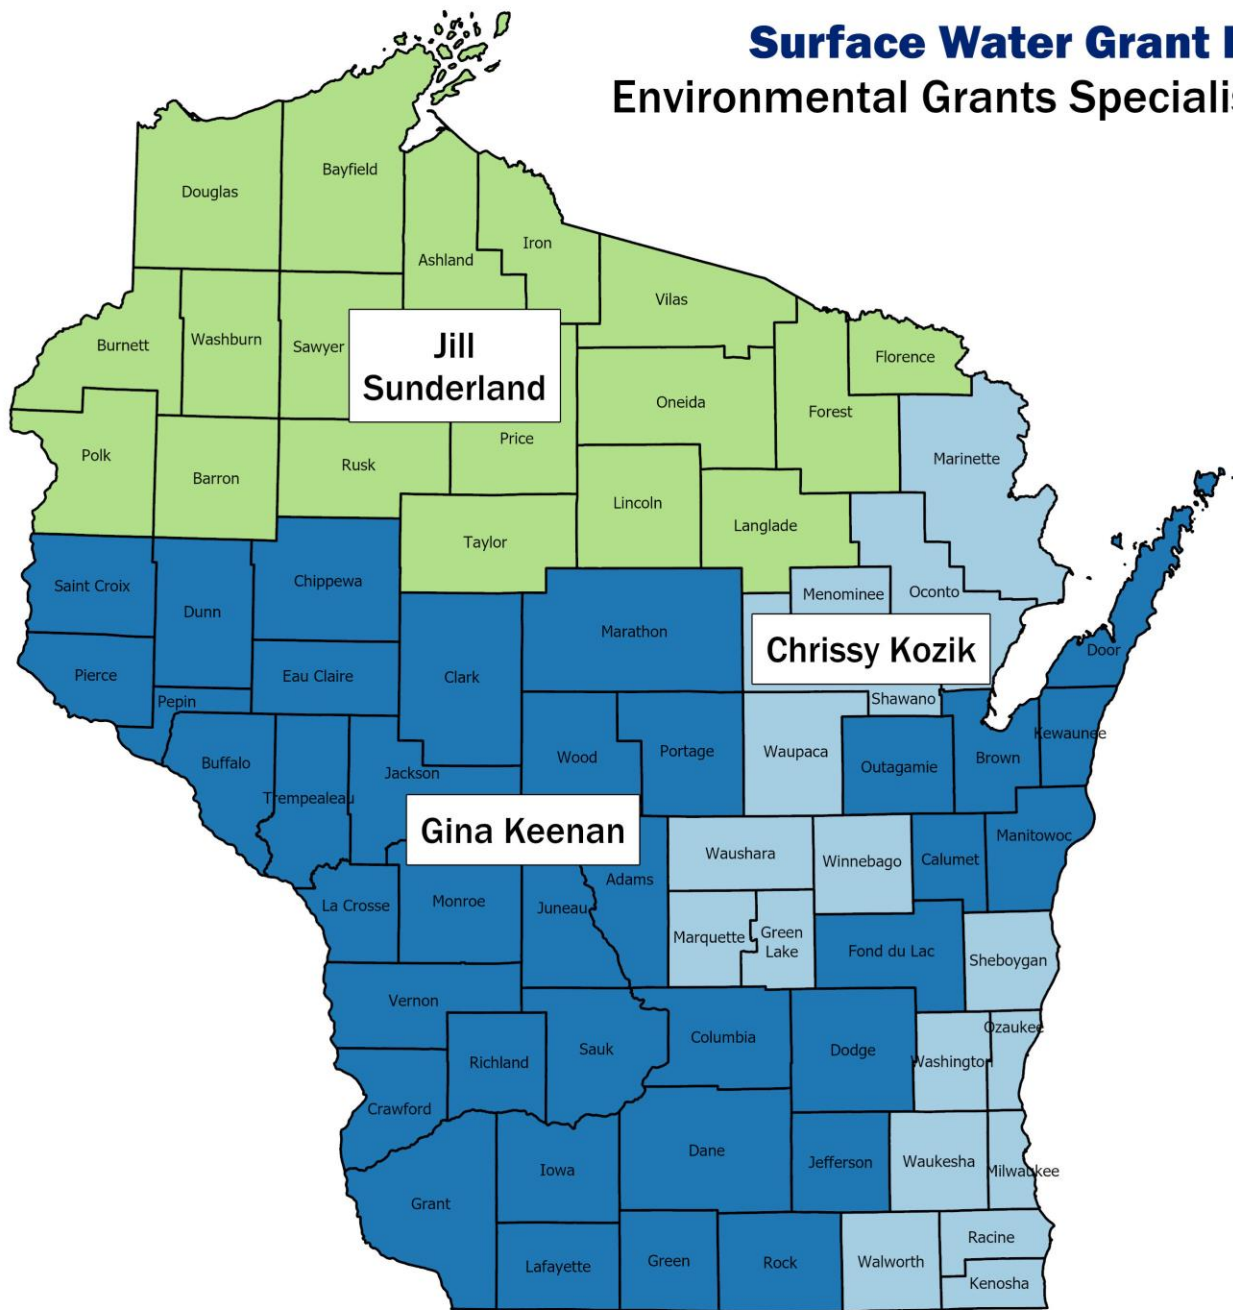 Surface Water Grant
Environmental Grants
Bayfield
Douglas
Iron
Ashland
Vilas
Burnett
Washburn
Sawyer
Jill
Sunderland
Florence
Oneida
Forest
Price
Polk
Barron
Rusk
Marinette
Lincoln
Langlade
Taylor
Saint Croix
Chippewa
Dunn
Menominee
Oconto
Marathon
Chrissy Kozik
Door
Pierce
Eau Claire
Clark
Pepin
Shawano
Kewaunee
Buffalo
Wood
Portage
Waupaca
Outagamie
Brown
Jackson
Trempealeau
Gina Keenan
Manitowoc
Waushara
Winnebago
Calumet
Adams
La Crosse
Monroe
Juneau
Marquette
Green
Lake
Fond du Lac
Sheboygan
Vernon
Columbia
Dodge
Ozaukee
Sauk
Richland
Washington
Crawford
Dane
Iowa
Jefferson
Waukesha
Milwaukee
Grant
Racine
Lafayette
Green
Rock
Walworth
Kenosha